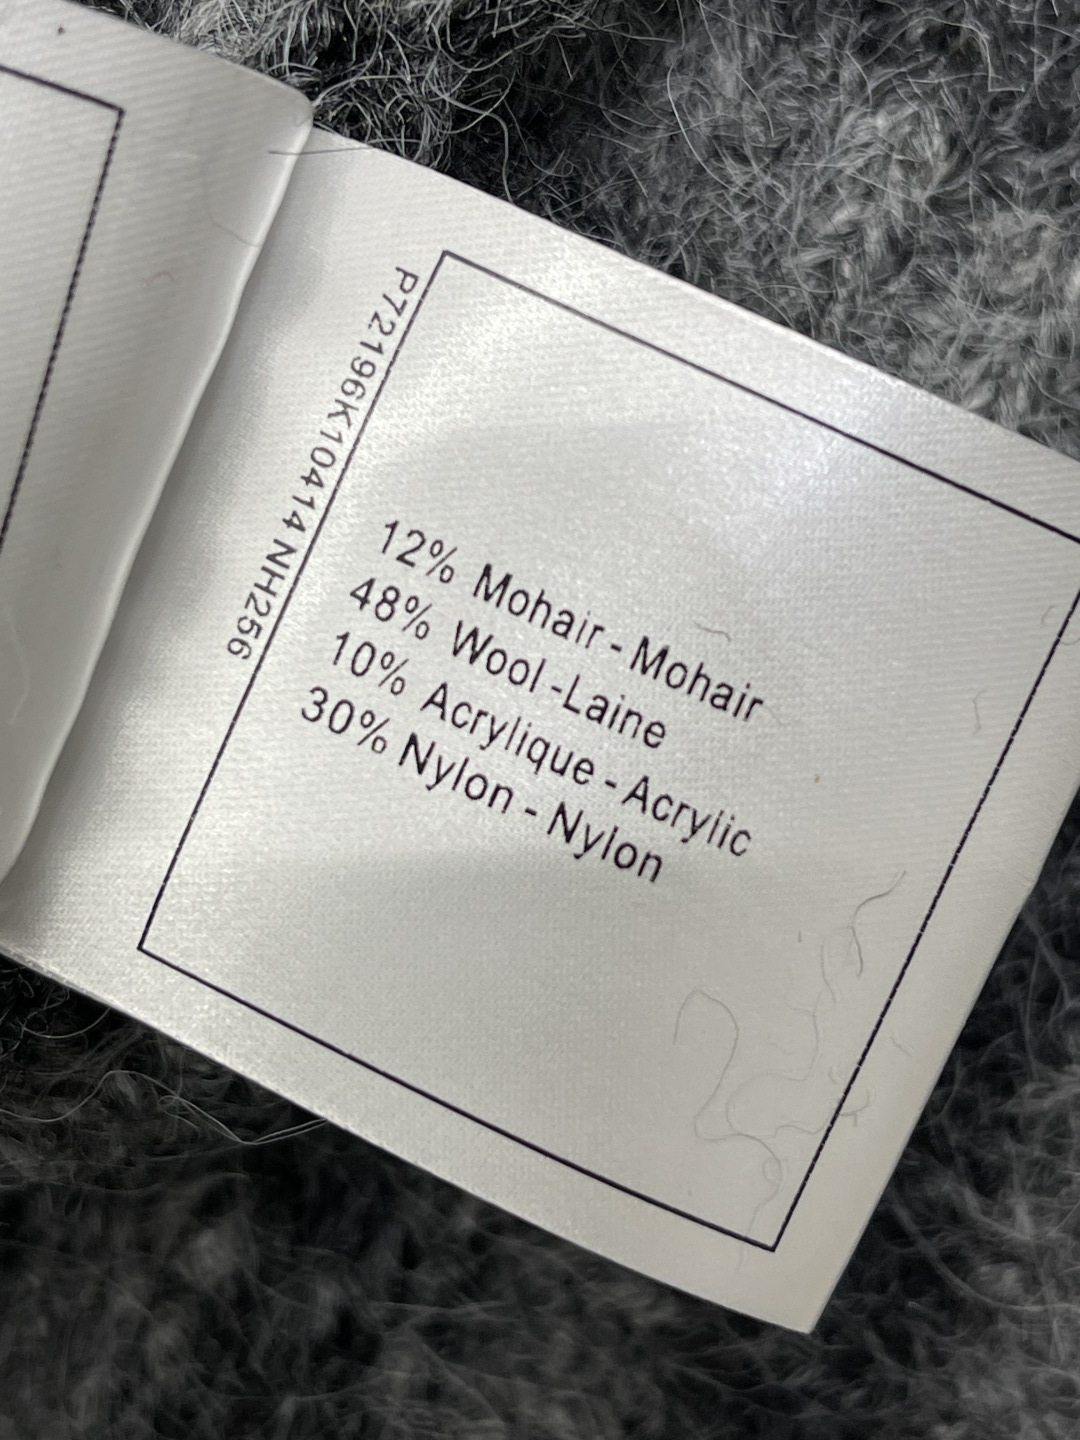 P72196K10414 NH256
12% Mohair - Mohair
48% Wool -Laine
10% Acrylique - Acrylic
30% Nylon - Nylon